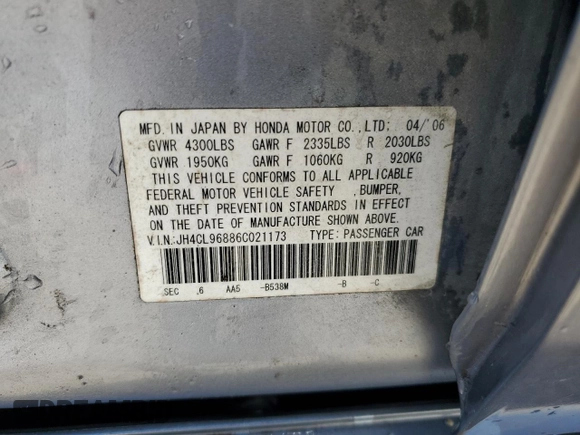 MFD. IN JAPAN BY HONDA MOTOR CO.,LTD: 04/'06
GVWR 4300LBS GAWR F 2335LBS R 2030LBS
GVWR 1950KG GAWR F 1060KG R 920KG
THIS VEHICLE CONFORMS TO ALL APPLICABLE
FEDERAL MOTOR VEHICLE SAFETY ,BUMPER,
AND THEFT PREVENTION STANDARDS IN EFFECT
ON THE DATE OF MANUFACTURE SHOWN ABOVE.
V.I.N.:JH4CL96886C021173 TYPE: PASSENGER CAR
SEC ,6 AA5 -B538M -B -C